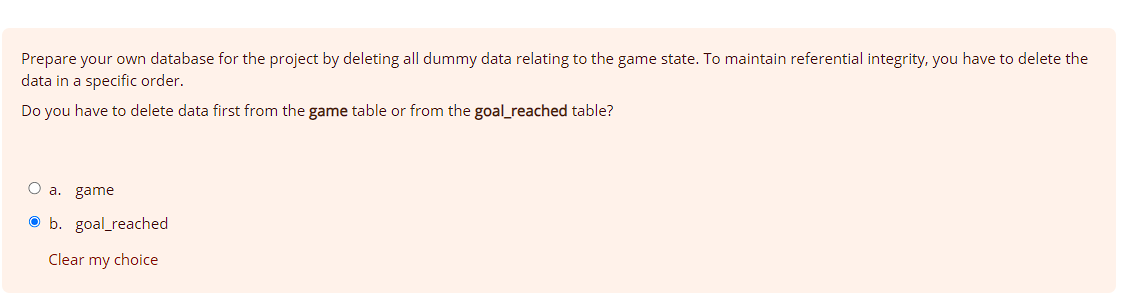 Prepare your own database for the project by deleting all dummy data relating to the game state. To maintain referential integrity, you have to delete the
data in a specific order.
Do you have to delete data first from the game table or from the goal_reached table?
a. game
b. goal_reached
Clear my choice